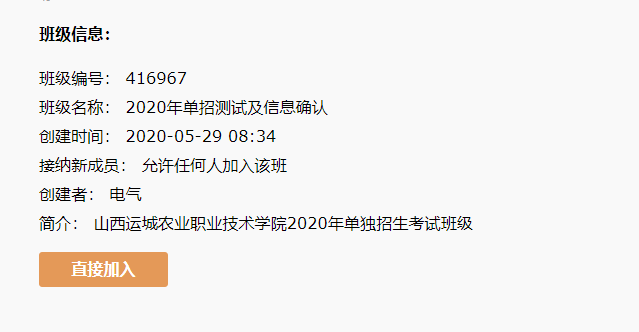 班级信息：
班级编号： 416967
班级名称： 2020年单招测试及信息确认
创建时间： 2020-05-29 08:34
接纳新成员： 允许任何人加入该班
创建者： 电气
简介： 山西运城农业职业技术学院2020年单独招生考试班级
直接加入